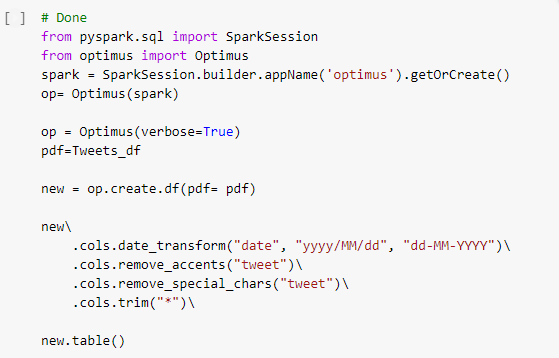 [ ] # Done
from pyspark.sql import SparkSession
from optimus import Optimus
spark = SparkSession.builder.appName('optimus').getOrCreate()
op= Optimus(spark)
op = Optimus(verbose=True)
pdf=Tweets_df
new = op.create.df(pdf= pdf)
new\
.cols.date_transform("date", "yyyy/MM/dd", "dd-MM-YYYY")\
.cols.remove_accents("tweet")\
.cols.remove_special_chars("tweet")\
.cols.trim("*")\
new.table()